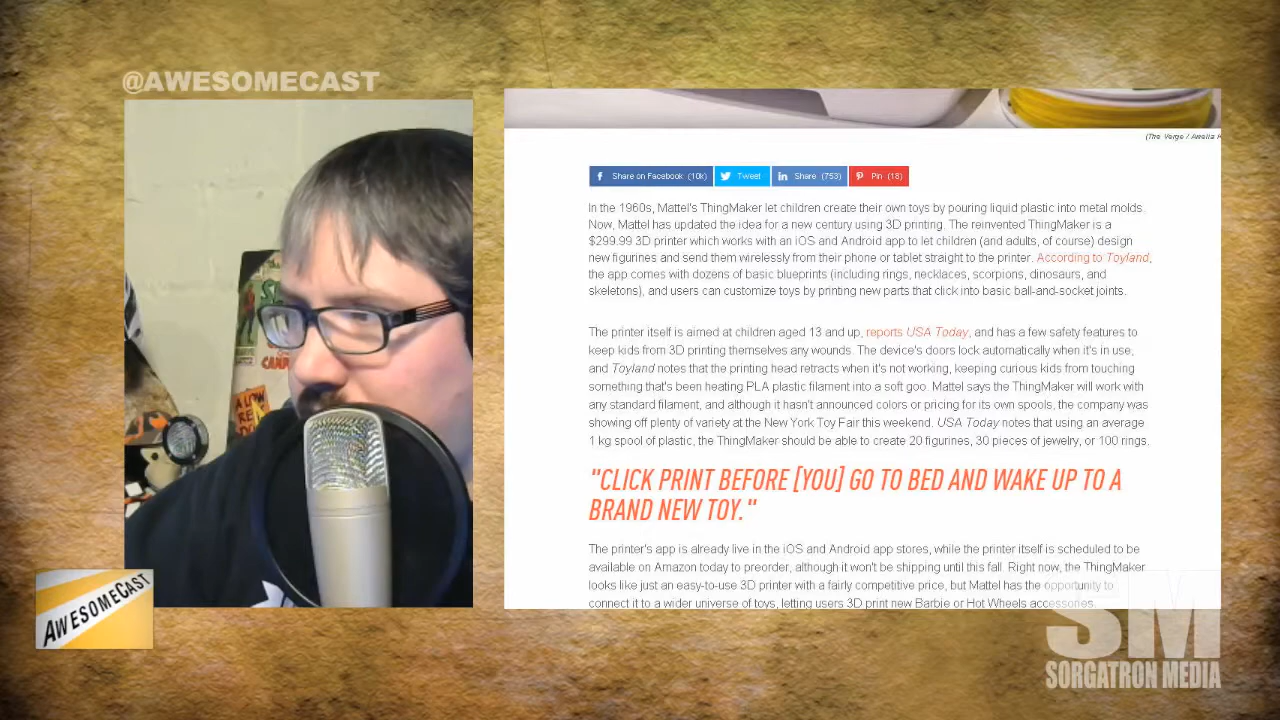 @AWESOMECAST
(The Verge / Amelia
Share on Facebook (10k)
Tweet
Share (753)
Pin (18)
In the 1960s, Mattel's ThingMaker let children create their own toys by pouring liquid plastic into metal molds.
Now, Mattel has updated the idea for a new century using 3D printing. The reinvented ThingMaker is a
$299.99 3D printer which works with an iOS and Android app to let children (and adults, of course) design
new figurines and send them wirelessly from their phone or tablet straight to the printer. According to Toyland,
the app comes with dozens of basic blueprints (including rings, necklaces, scorpions, dinosaurs, and
skeletons), and users can customize toys by printing new parts that click into basic ball-and-socket joints.
The printer itself is aimed at children aged 13 and up, reports USA Today, and has a few safety features to
keep kids from 3D printing themselves any wounds. The device's doors lock automatically when it's in use,
and Toyland notes that the printing head retracts when it's not working, keeping curious kids from touching
something that's been heating PLA plastic filament into a soft goo. Mattel says the ThingMaker will work with
any standard filament, and although it hasn't announced colors or pricing for its own spools, the company was
showing off plenty of variety at the New York Toy Fair this weekend. USA Today notes that using an average
1 kg spool of plastic, the ThingMaker should be able to create 20 figurines, 30 pieces of jewelry, or 100 rings.
"CLICK PRINT BEFORE [YOU] GO TO BED AND WAKE UP TO A
BRAND NEW TOY."
The printer's app is already live in the iOS and Android app stores, while the printer itself is scheduled to be
available on Amazon today to preorder, although it won't be shipping until this fall. Right now, the ThingMaker
looks like just an easy-to-use 3D printer with a fairly competitive price, but Mattel has the opportunity to
connect it to a wider universe of toys, letting users 3D print new Barbie or Hot Wheels accessories.
AWESOMECAST
SM
SORGATRON MEDIA